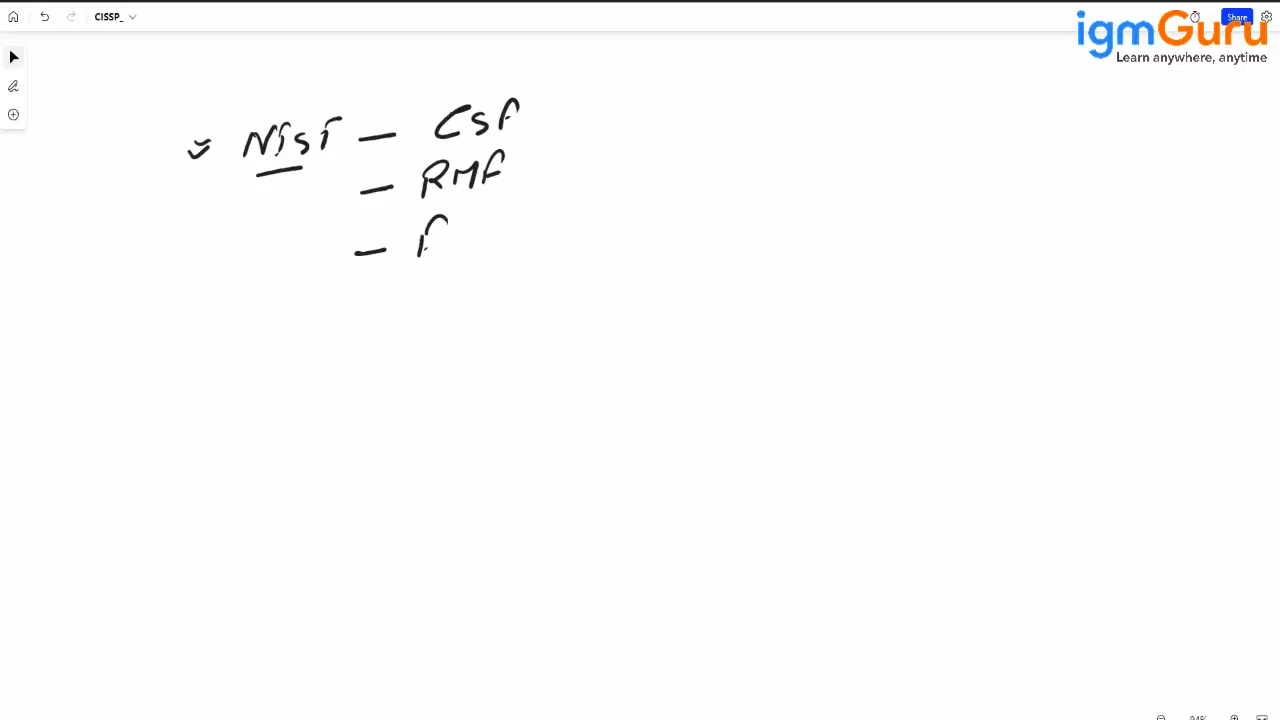 CISSP_
Share
igmGuru
Learn anywhere, anytime
NIST – CSF
– RMF
– F